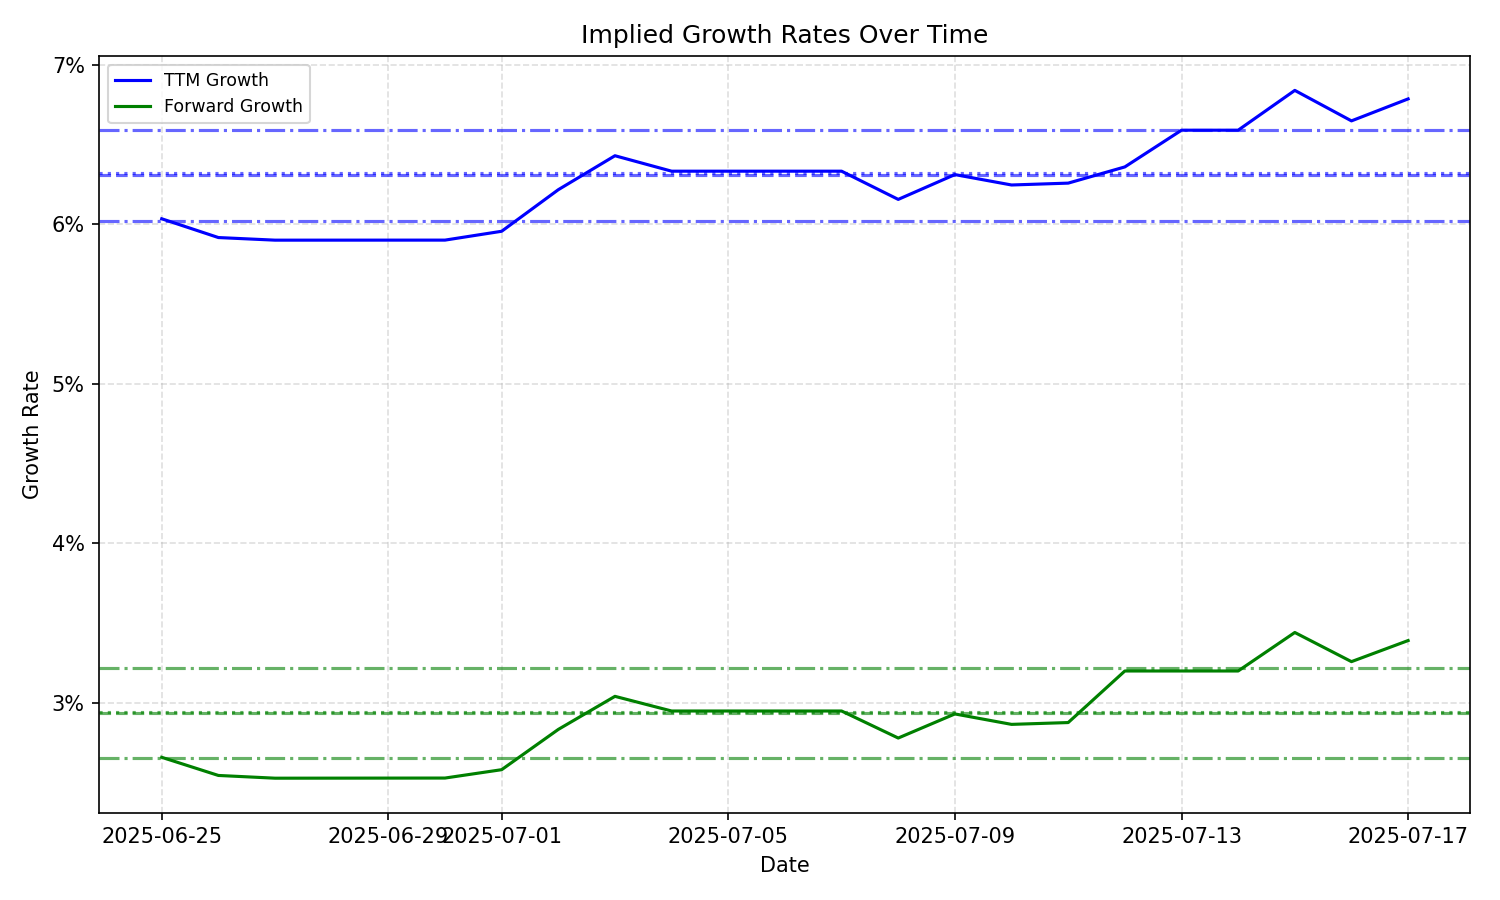 Implied Growth Rates Over Time
TTM Growth
Forward Growth
7%
6%
5%
4%
3%
Growth Rate
2025-06-25 2025-06-29 2025-07-01 2025-07-05 2025-07-09 2025-07-13 2025-07-17
Date